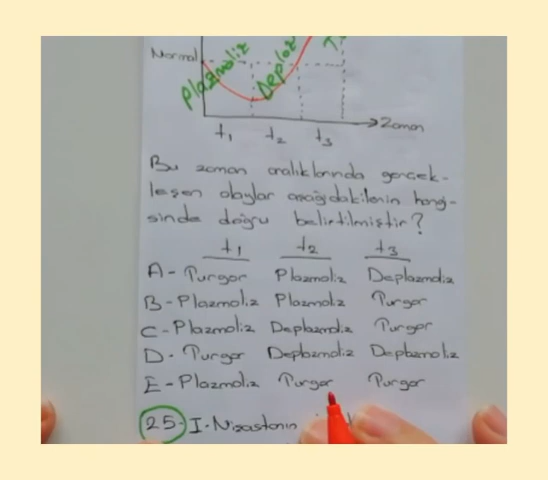 Normal
Plazmoliz
Deplaz
T
Zaman
t1 t2 t3
Bu zaman aralıklarında gerçek-
leşen olaylar aşağıdakilerin hangi-
sinde doğru belirtilmiştir?
t1 t2 t3
A- Turgor Plazmoliz Deplazmoliz
B- Plazmoliz Plazmoliz Turgor
C- Plazmoliz Deplazmoliz Turgor
D- Turgor Deplazmoliz Deplazmoliz
E- Plazmoliz Turgor Turgor
25- I- Nişastanın